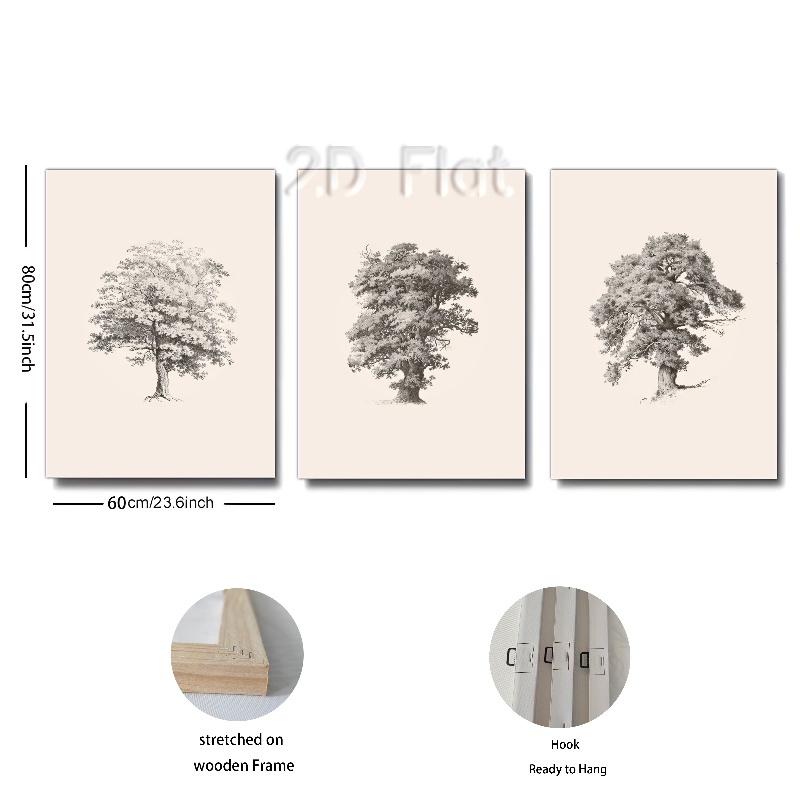 2D Flat
80cm/31.5inch
60cm/23.6inch
stretched on
wooden Frame
Hook
Ready to Hang